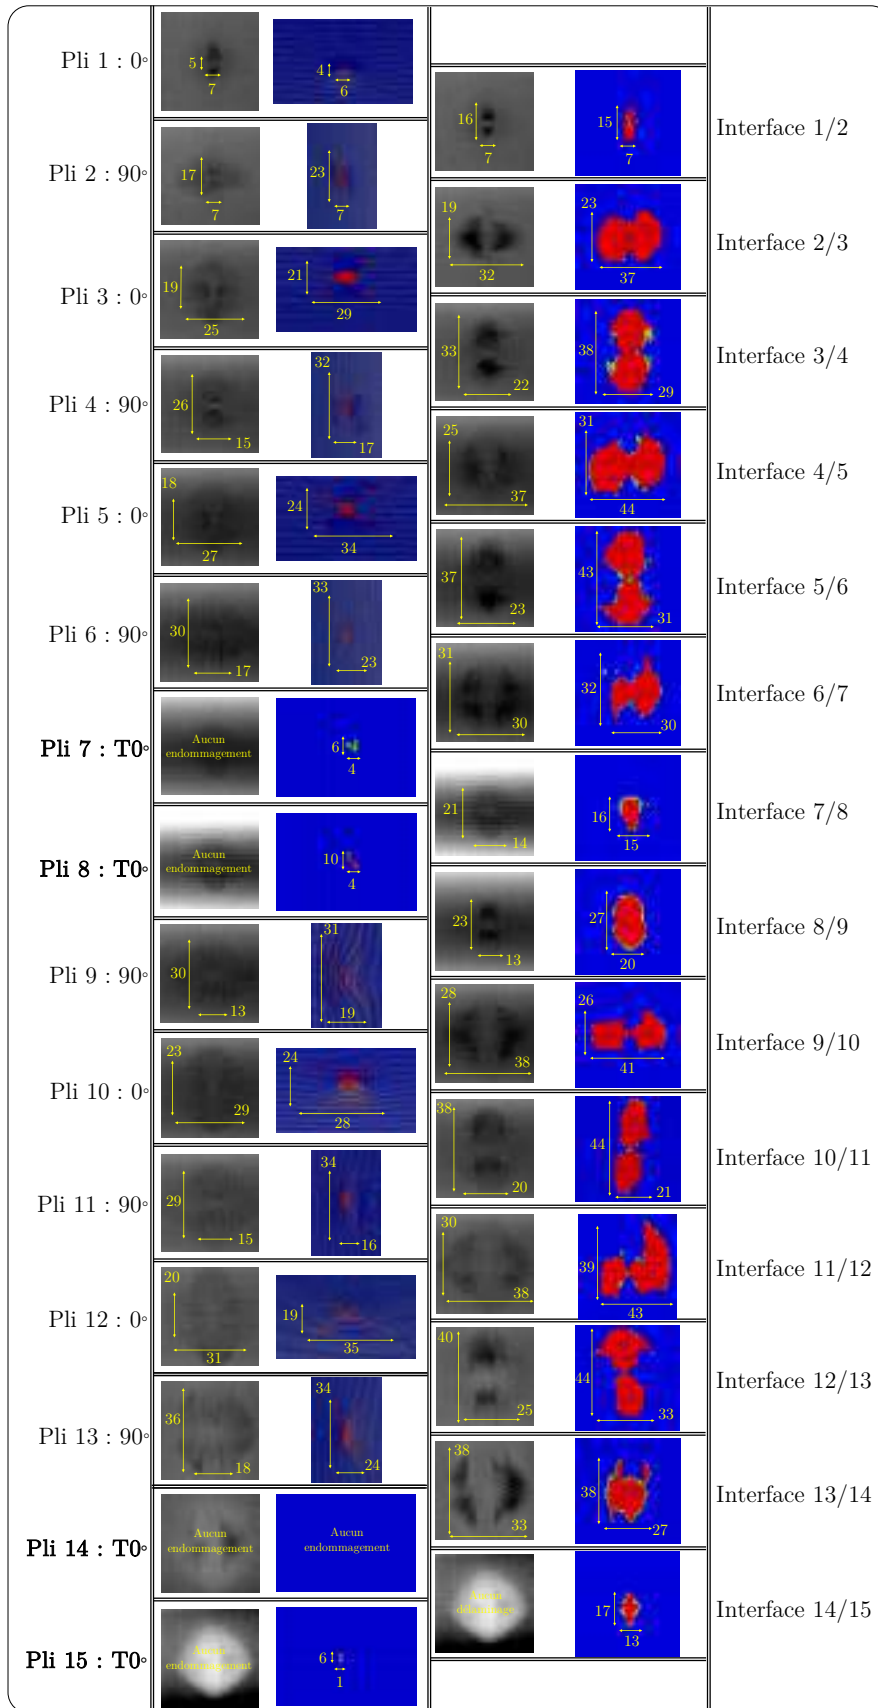 Pli 1 : 0°
5
7
4
6
Interface 1/2
16
7
15
7
Pli 2 : 90°
17
7
23
7
Interface 2/3
19
32
23
37
Pli 3 : 0°
19
25
21
29
Interface 3/4
33
22
38
29
Pli 4 : 90°
26
15
32
17
Interface 4/5
25
37
31
44
Pli 5 : 0°
18
27
24
34
Interface 5/6
37
23
43
31
Pli 6 : 90°
30
17
33
23
Interface 6/7
31
30
32
30
Pli 7 : T0°
Aucun
endommagement
6
4
Interface 7/8
21
14
16
15
Pli 8 : T0°
Aucun
endommagement
10
4
Interface 8/9
23
13
27
20
Pli 9 : 90°
30
13
31
19
Interface 9/10
28
38
26
41
Pli 10 : 0°
23
29
24
28
Interface 10/11
38
20
44
21
Pli 11 : 90°
29
15
34
16
Interface 11/12
30
38
39
43
Pli 12 : 0°
20
31
19
35
Interface 12/13
40
25
44
33
Pli 13 : 90°
36
18
34
24
Interface 13/14
38
33
38
27
Pli 14 : T0°
Aucun
endommagement
Aucun
endommagement
Interface 14/15
Aucun
délaminage
17
13
Pli 15 : T0°
Aucun
endommagement
6
1